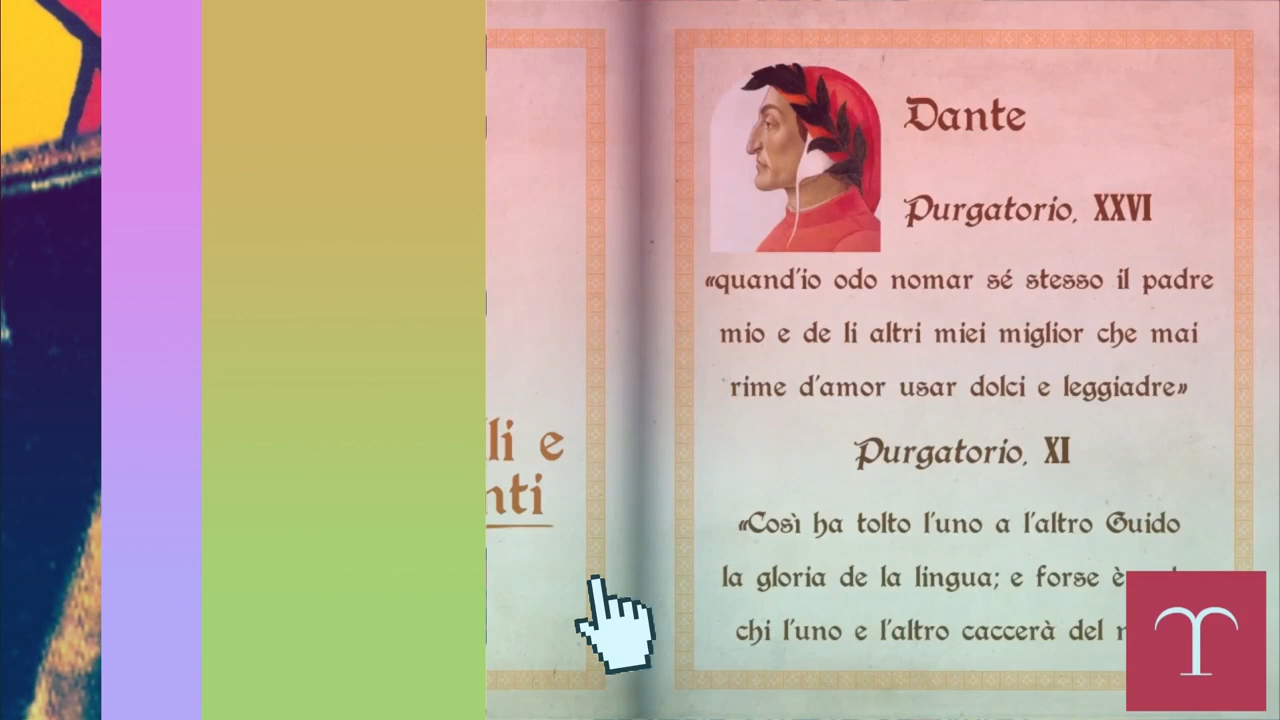 li e
nti
Dante
Purgatorio, XXVI
«quand'io odo nomar sé stesso il padre
mio e de li altri miei miglior che mai
rime d'amor usar dolci e leggiadre»
Purgatorio, XI
«Così ha tolto l'uno a l'altro Guido
la gloria de la lingua; e forse è
chi l'uno e l'altro caccerà del